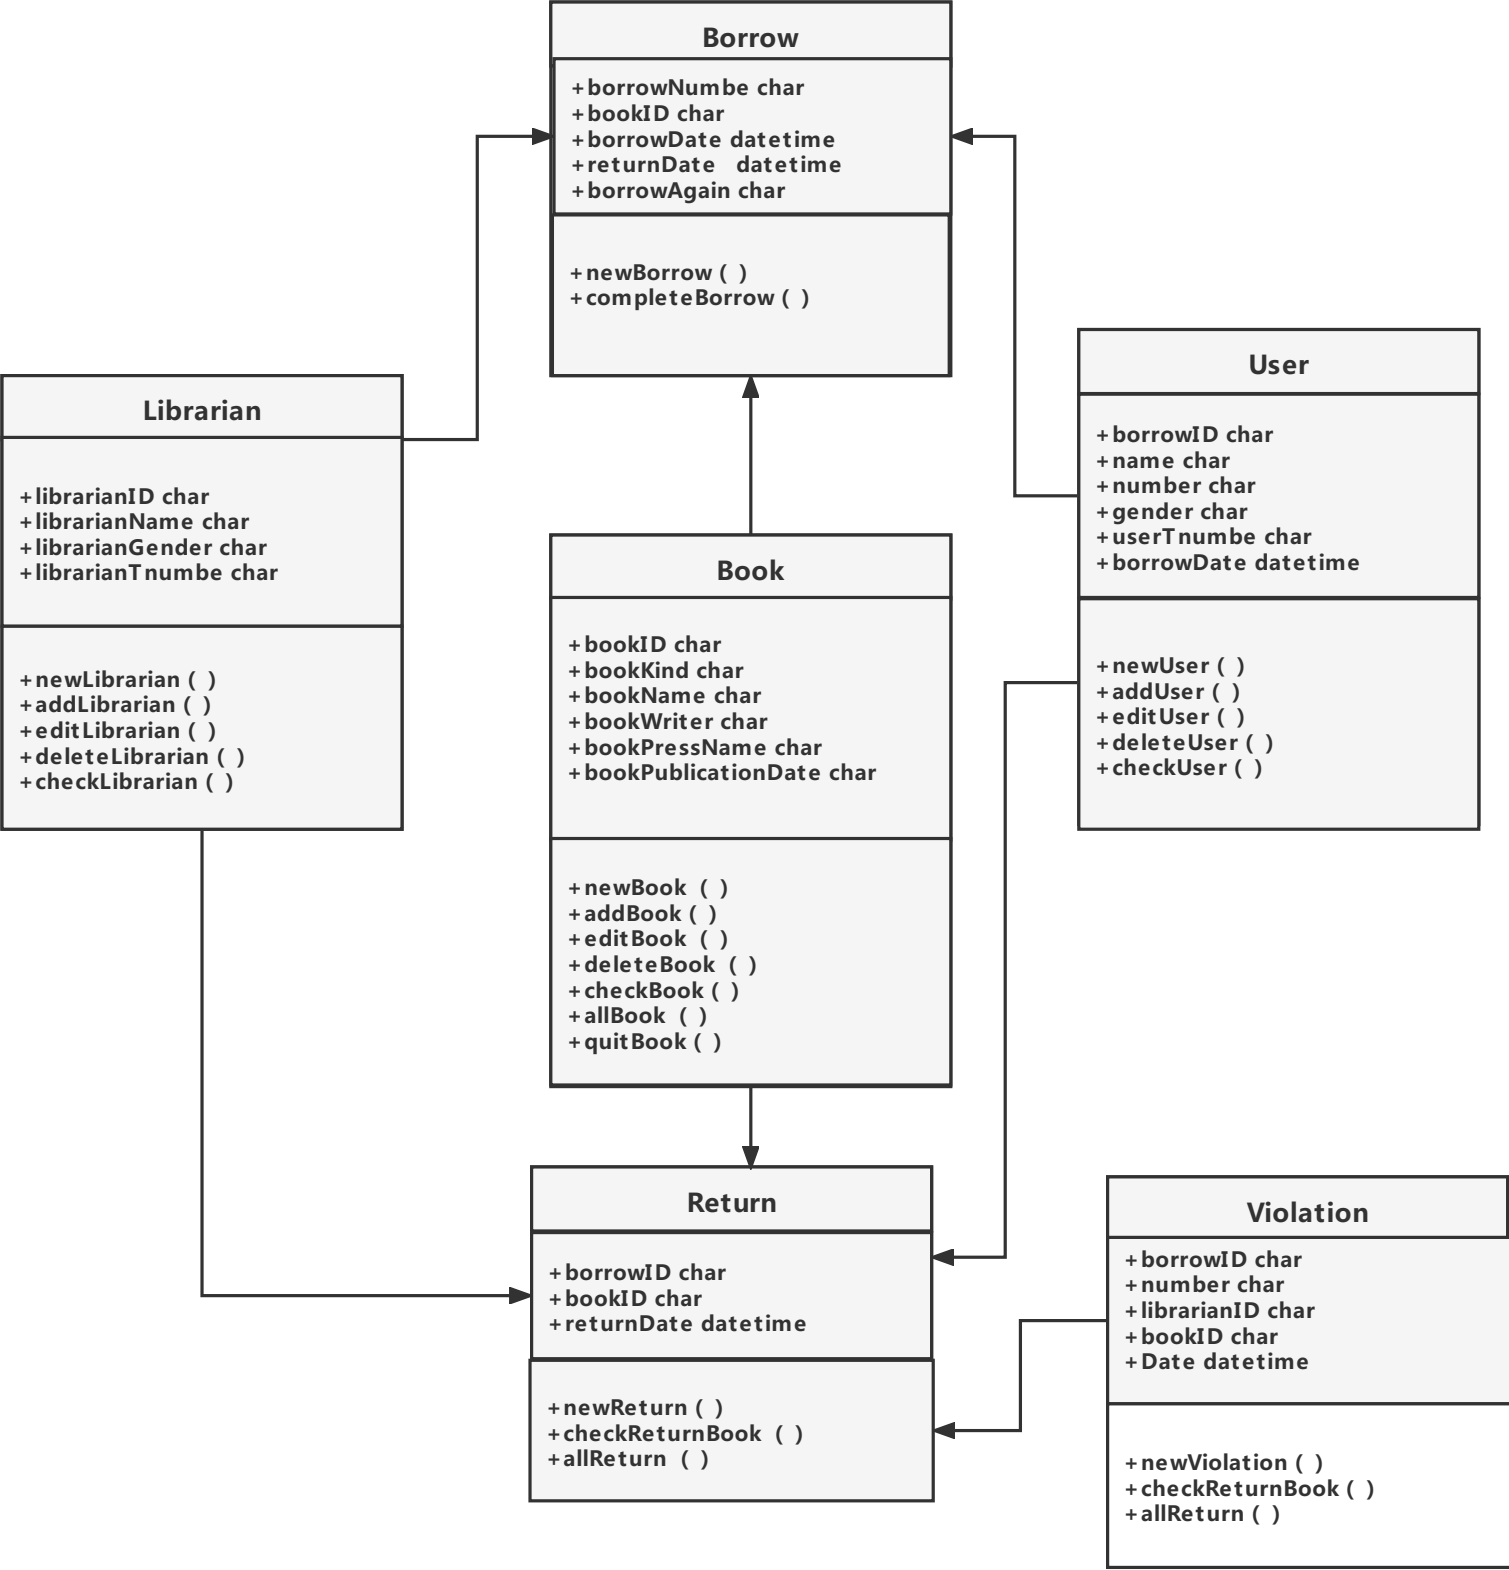 Borrow
+borrowNumbe char
+bookID char
+borrowDate datetime
+returnDate datetime
+borrowAgain char
+newBorrow ( )
+completeBorrow ( )
Librarian
+librarianID char
+librarianName char
+librarianGender char
+librarianTnumbe char
+newLibrarian ( )
+addLibrarian ( )
+editLibrarian ( )
+deleteLibrarian ( )
+checkLibrarian ( )
User
+borrowID char
+name char
+number char
+gender char
+userTnumbe char
+borrowDate datetime
+newUser ( )
+addUser ( )
+editUser ( )
+deleteUser ( )
+checkUser ( )
Book
+bookID char
+bookKind char
+bookName char
+bookWriter char
+bookPressName char
+bookPublicationDate char
+newBook ( )
+addBook ( )
+editBook ( )
+deleteBook ( )
+checkBook ( )
+allBook ( )
+quitBook ( )
Return
+borrowID char
+bookID char
+returnDate datetime
+newReturn ( )
+checkReturnBook ( )
+allReturn ( )
Violation
+borrowID char
+number char
+librarianID char
+bookID char
+Date datetime
+newViolation ( )
+checkReturnBook ( )
+allReturn ( )